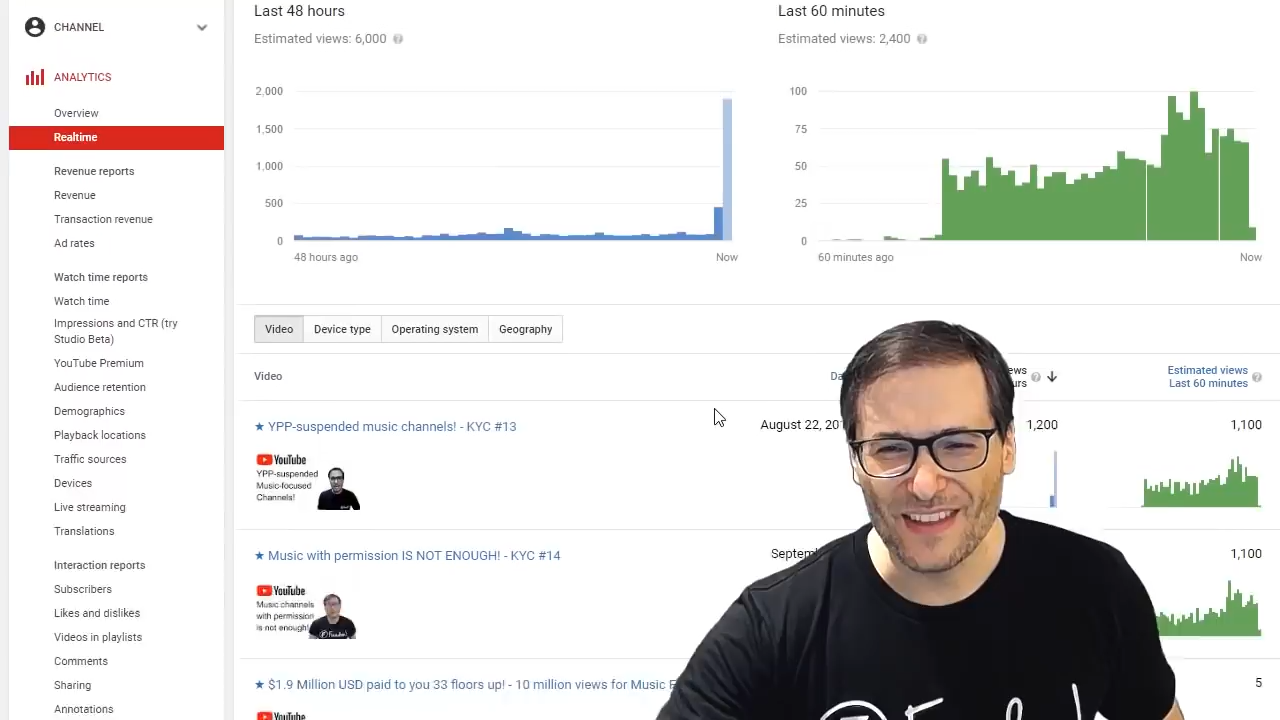 CHANNEL
ANALYTICS
Overview
Realtime
Revenue reports
Revenue
Transaction revenue
Ad rates
Watch time reports
Watch time
Impressions and CTR (try
Studio Beta)
YouTube Premium
Audience retention
Demographics
Playback locations
Traffic sources
Devices
Live streaming
Translations
Interaction reports
Subscribers
Likes and dislikes
Videos in playlists
Comments
Sharing
Annotations
Last 48 hours
Estimated views: 6,000
2,000
1,500
1,000
500
0
48 hours ago
Now
Last 60 minutes
Estimated views: 2,400
100
75
50
25
0
60 minutes ago
Now
Video
Device type
Operating system
Geography
Video
Estimated views
Last 60 minutes
★ YPP-suspended music channels! - KYC #13
August 22,
1,200
1,100
YouTube
YPP-suspended
Music-focused
Channels!
★ Music with permission IS NOT ENOUGH! - KYC #14
1,100
YouTube
Music channels
with permission
is not enough!
★ $1.9 Million USD paid to you 33 floors up! - 10 million views for Music
5
YouTube